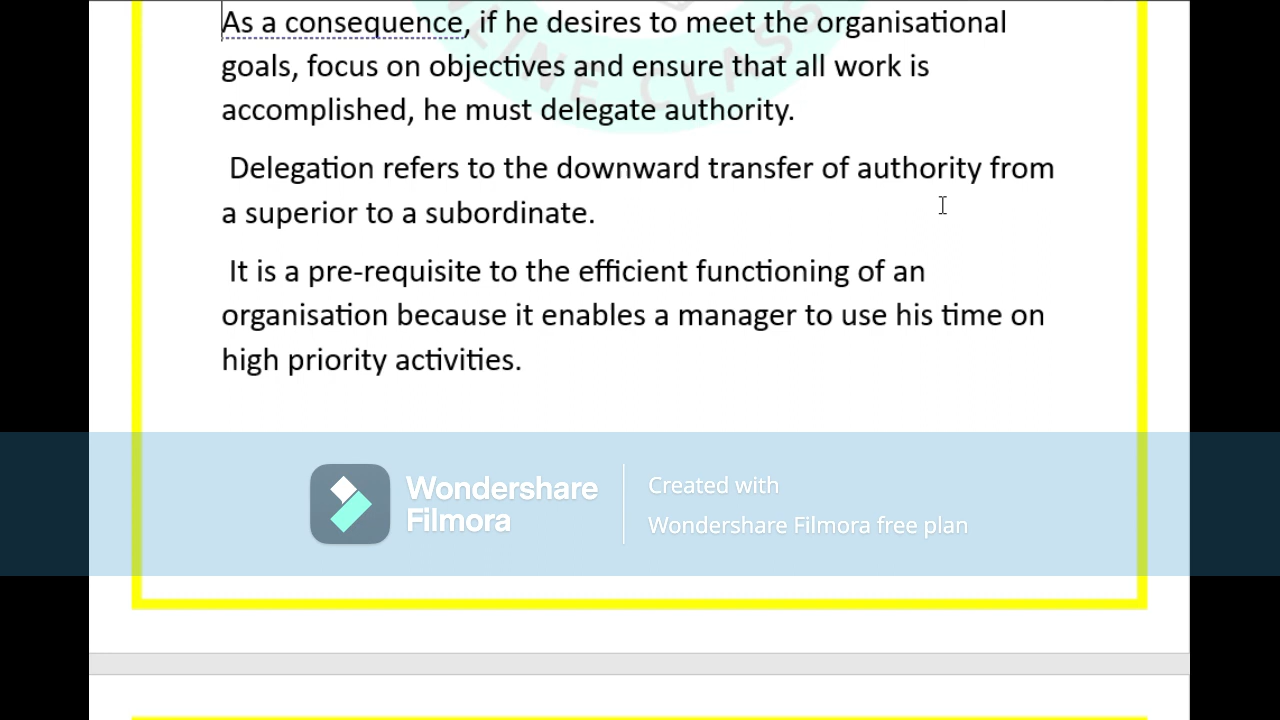 As a consequence, if he desires to meet the organisational
goals, focus on objectives and ensure that all work is
accomplished, he must delegate authority.
Delegation refers to the downward transfer of authority from
a superior to a subordinate.
It is a pre-requisite to the efficient functioning of an
organisation because it enables a manager to use his time on
high priority activities.
Wondershare
Filmora
Created with
Wondershare Filmora free plan